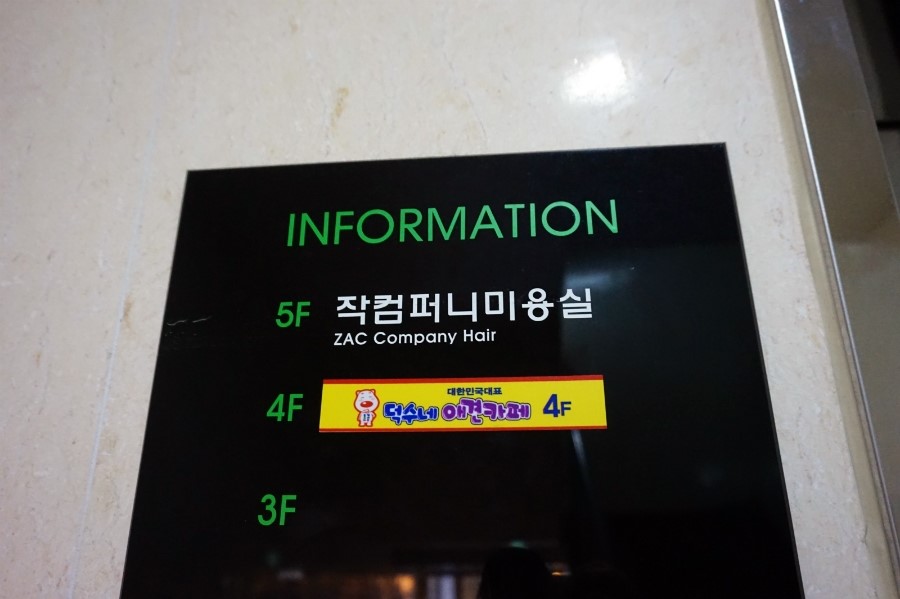 INFORMATION
5F 작컴퍼니미용실
ZAC Company Hair
대한민국대표
4F 덕수네 애견카페 4F
3F